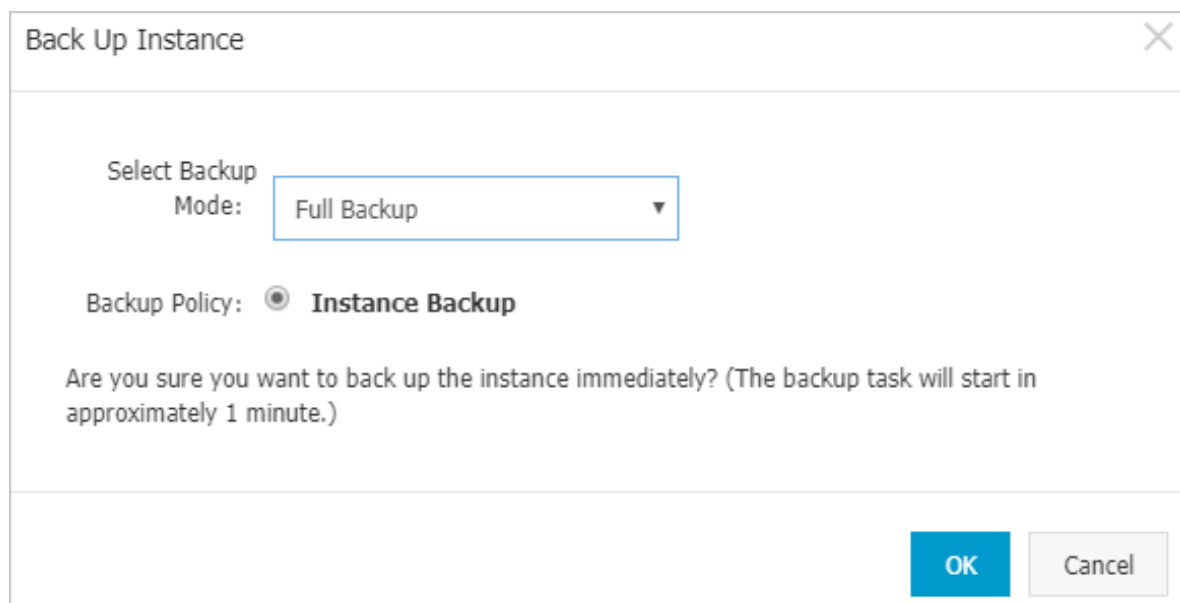 Back Up Instance
Select Backup
Mode:
Full Backup
Backup Policy:
Instance Backup
Are you sure you want to back up the instance immediately? (The backup task will start in
approximately 1 minute.)
OK
Cancel